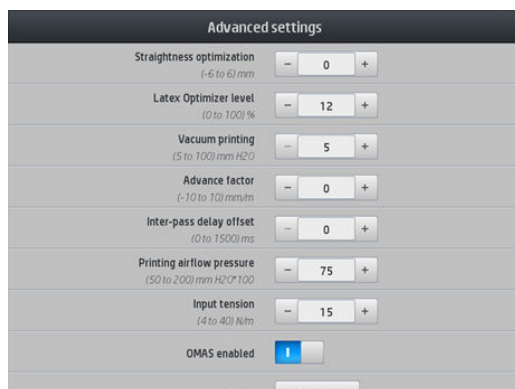 Advanced settings
Straightness optimization
(-6 to 6) mm
- 0 +
Latex Optimizer level
(0 to 100) %
- 12 +
Vacuum printing
(5 to 100) mm H2O
- 5 +
Advance factor
(-10 to 10) mm/m
- 0 +
Inter-pass delay offset
(0 to 1500) ms
- 0 +
Printing airflow pressure
(50 to 200) mm H2O*100
- 75 +
Input tension
(4 to 40) N/m
- 15 +
OMAS enabled
I